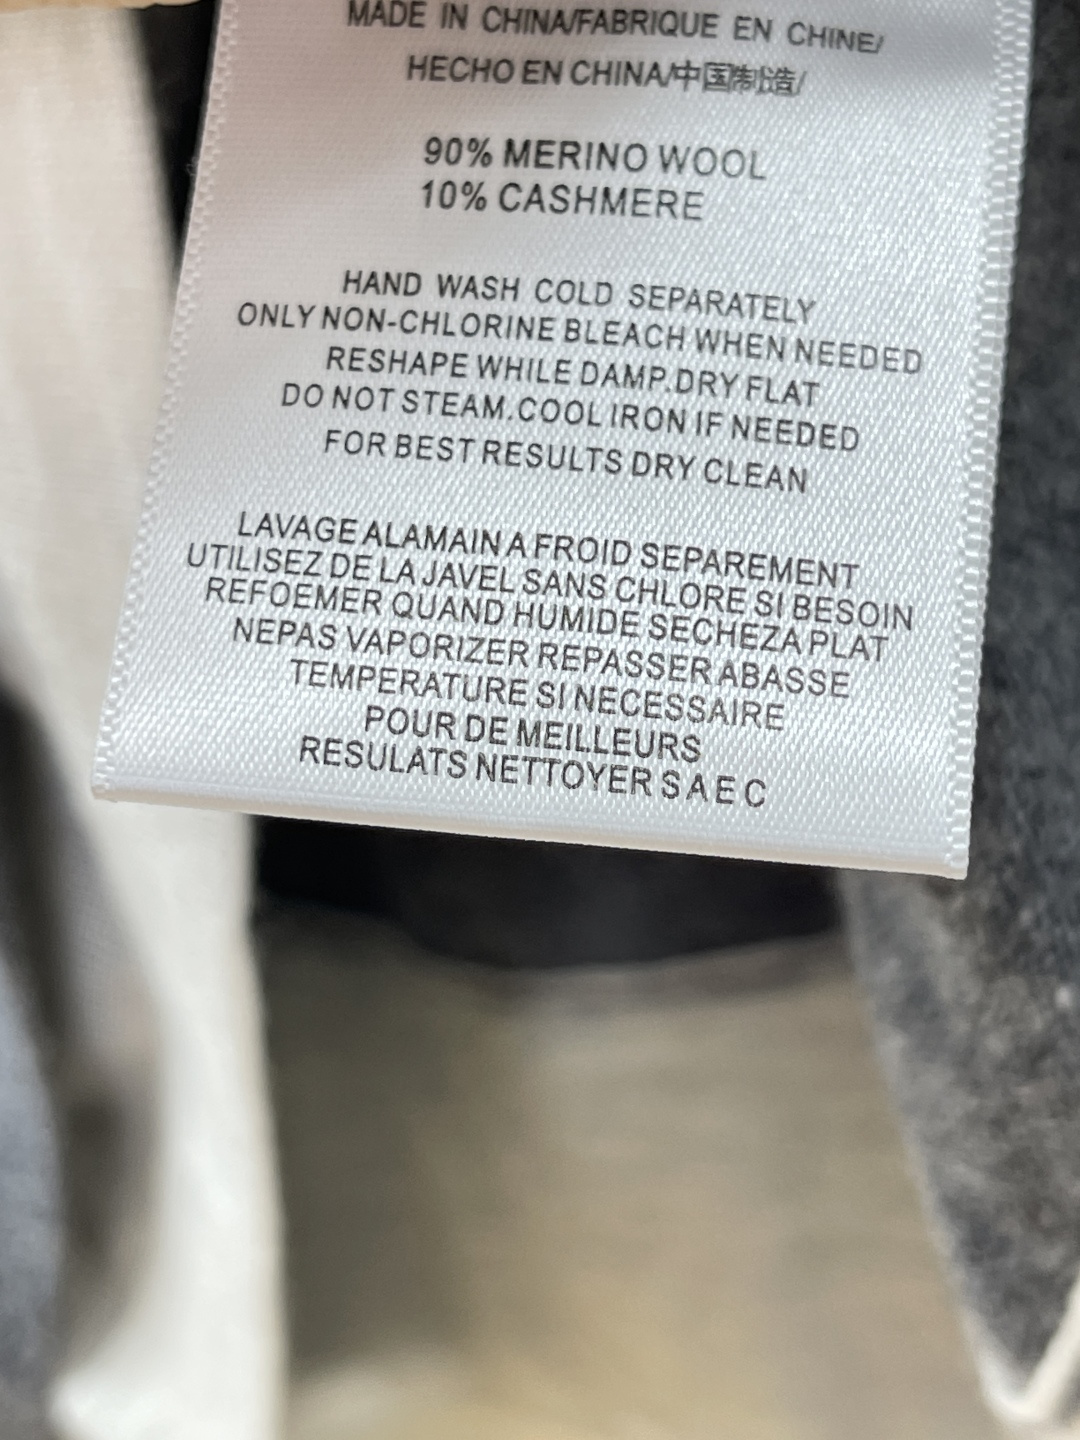 MADE IN CHINA/FABRIQUE EN CHINE/
HECHO EN CHINA/中国制造/
90% MERINO WOOL
10% CASHMERE
HAND WASH COLD SEPARATELY
ONLY NON-CHLORINE BLEACH WHEN NEEDED
RESHAPE WHILE DAMP.DRY FLAT
DO NOT STEAM.COOL IRON IF NEEDED
FOR BEST RESULTS DRY CLEAN
LAVAGE ALAMAIN A FROID SEPAREMENT
UTILISEZ DE LA JAVEL SANS CHLORE SI BESOIN
REFOEMER QUAND HUMIDE SECHEZA PLAT
NEPAS VAPORIZER REPASSER ABASSE
TEMPERATURE SI NECESSAIRE
POUR DE MEILLEURS
RESULATS NETTOYER S A E C